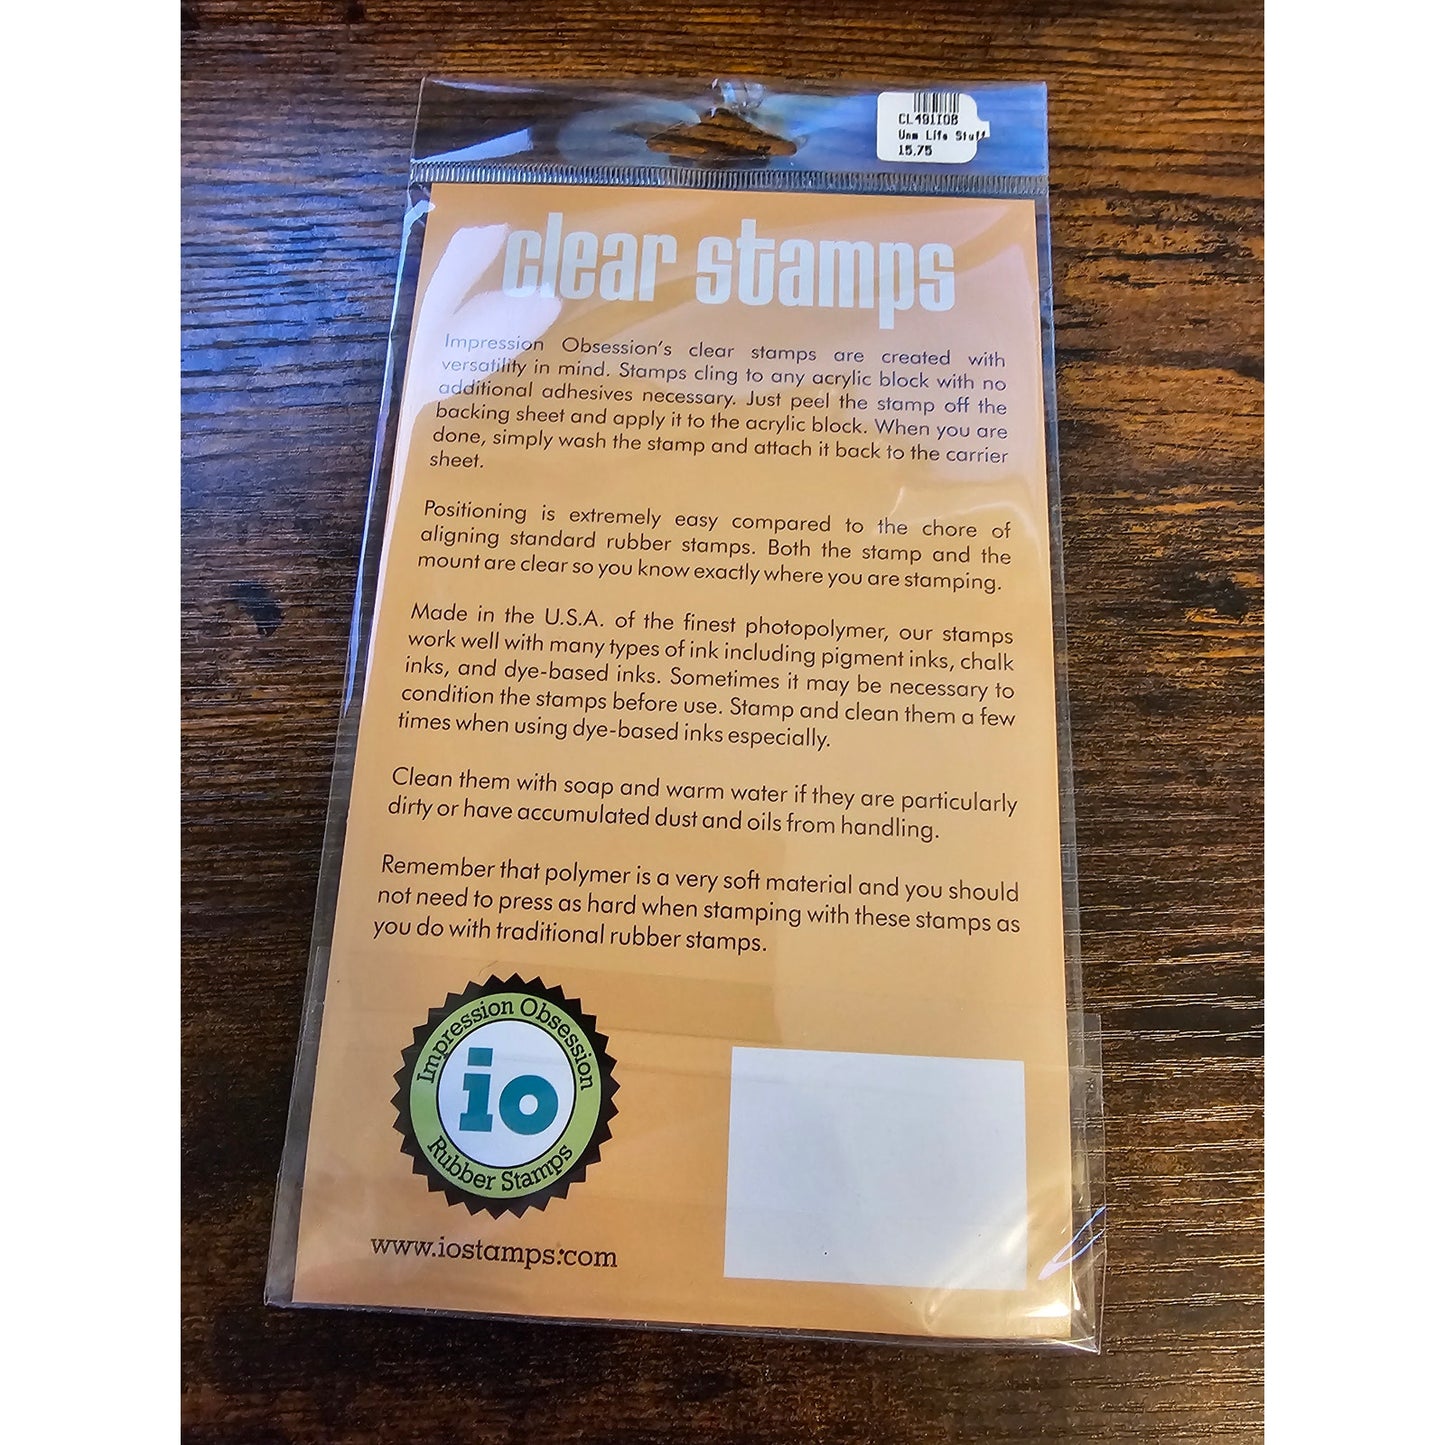 CL491IOB
Unm Life Stuff
15.75
clear stamps
Impression Obsession's clear stamps are created with
versatility in mind. Stamps cling to any acrylic block with no
additional adhesives necessary. Just peel the stamp off the
backing sheet and apply it to the acrylic block. When you are
done, simply wash the stamp and attach it back to the carrier
sheet.
Positioning is extremely easy compared to the chore of
aligning standard rubber stamps. Both the stamp and the
mount are clear so you know exactly where you are stamping.
Made in the U.S.A. of the finest photopolymer, our stamps
work well with many types of ink including pigment inks, chalk
inks, and dye-based inks. Sometimes it may be necessary to
condition the stamps before use. Stamp and clean them a few
times when using dye-based inks especially.
Clean them with soap and warm water if they are particularly
dirty or have accumulated dust and oils from handling.
Remember that polymer is a very soft material and you should
not need to press as hard when stamping with these stamps as
you do with traditional rubber stamps.
Impression Obsession
io
Rubber Stamps
www.iostamps.com